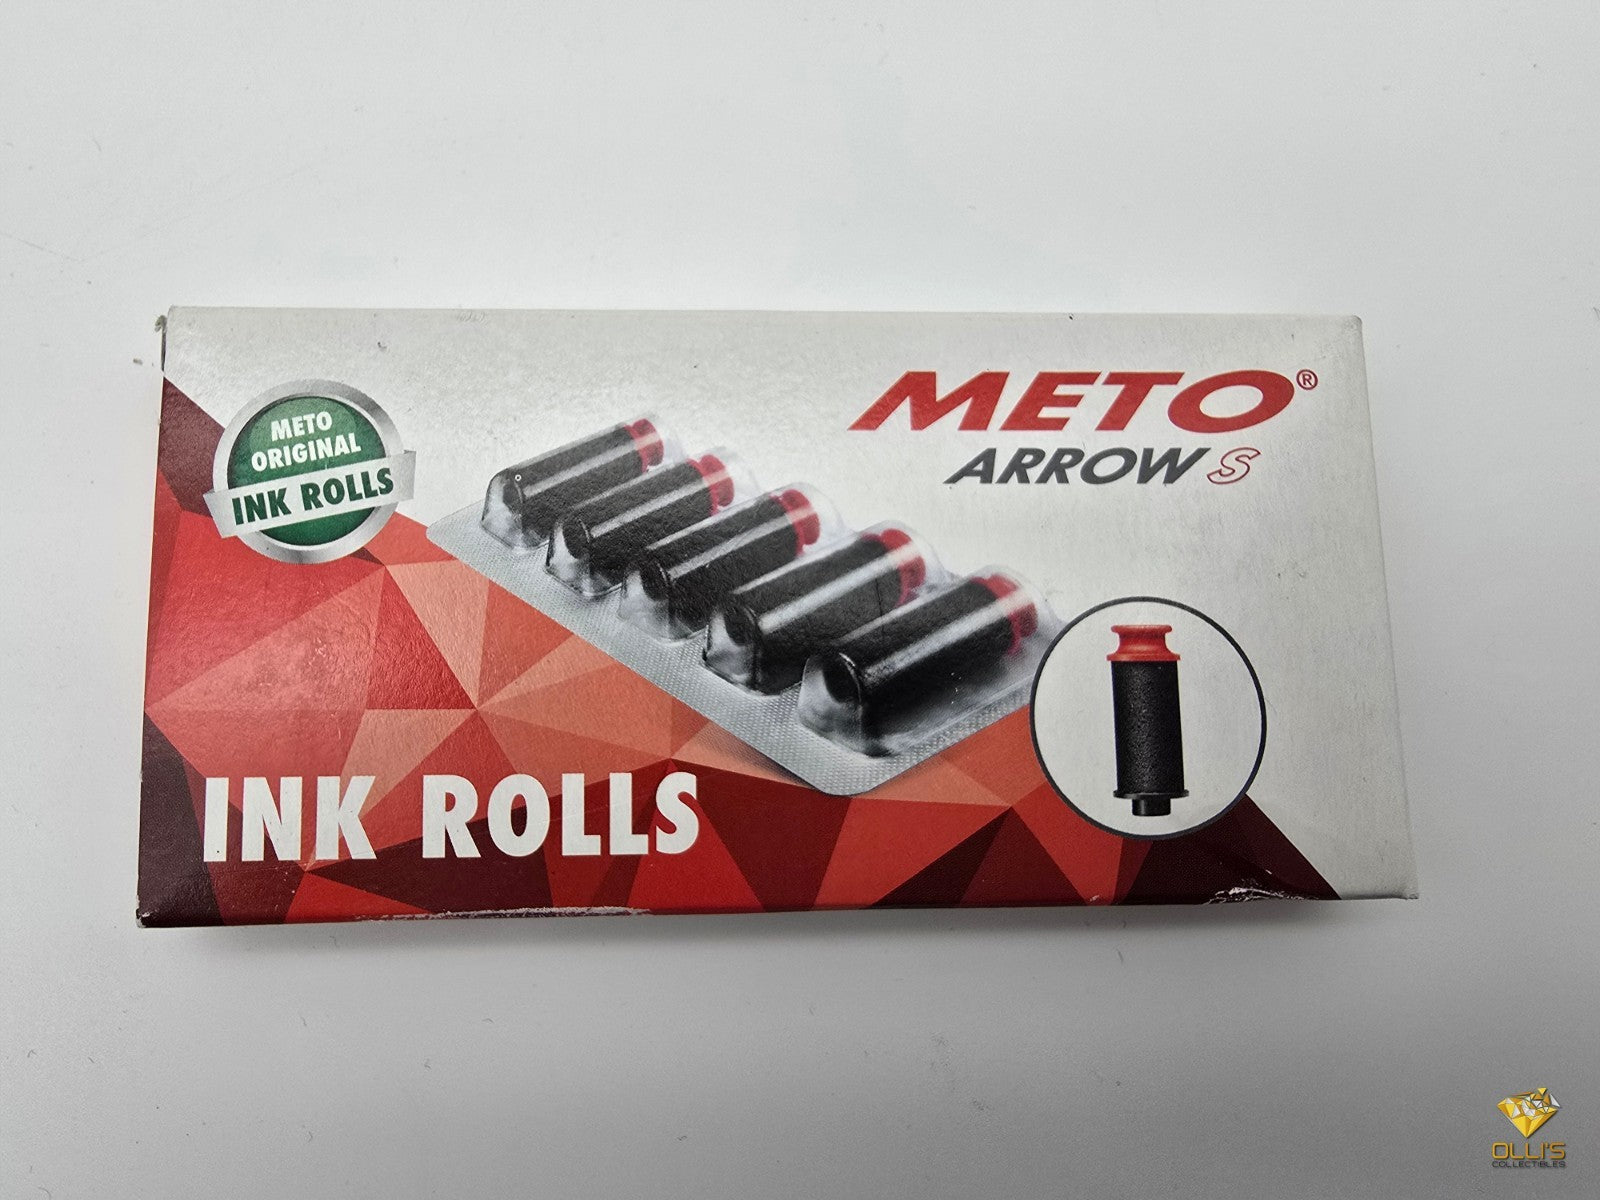 METO®
ARROW S
METO
ORIGINAL
INK ROLLS
INK ROLLS
OLLI'S
COLLECTIBLES